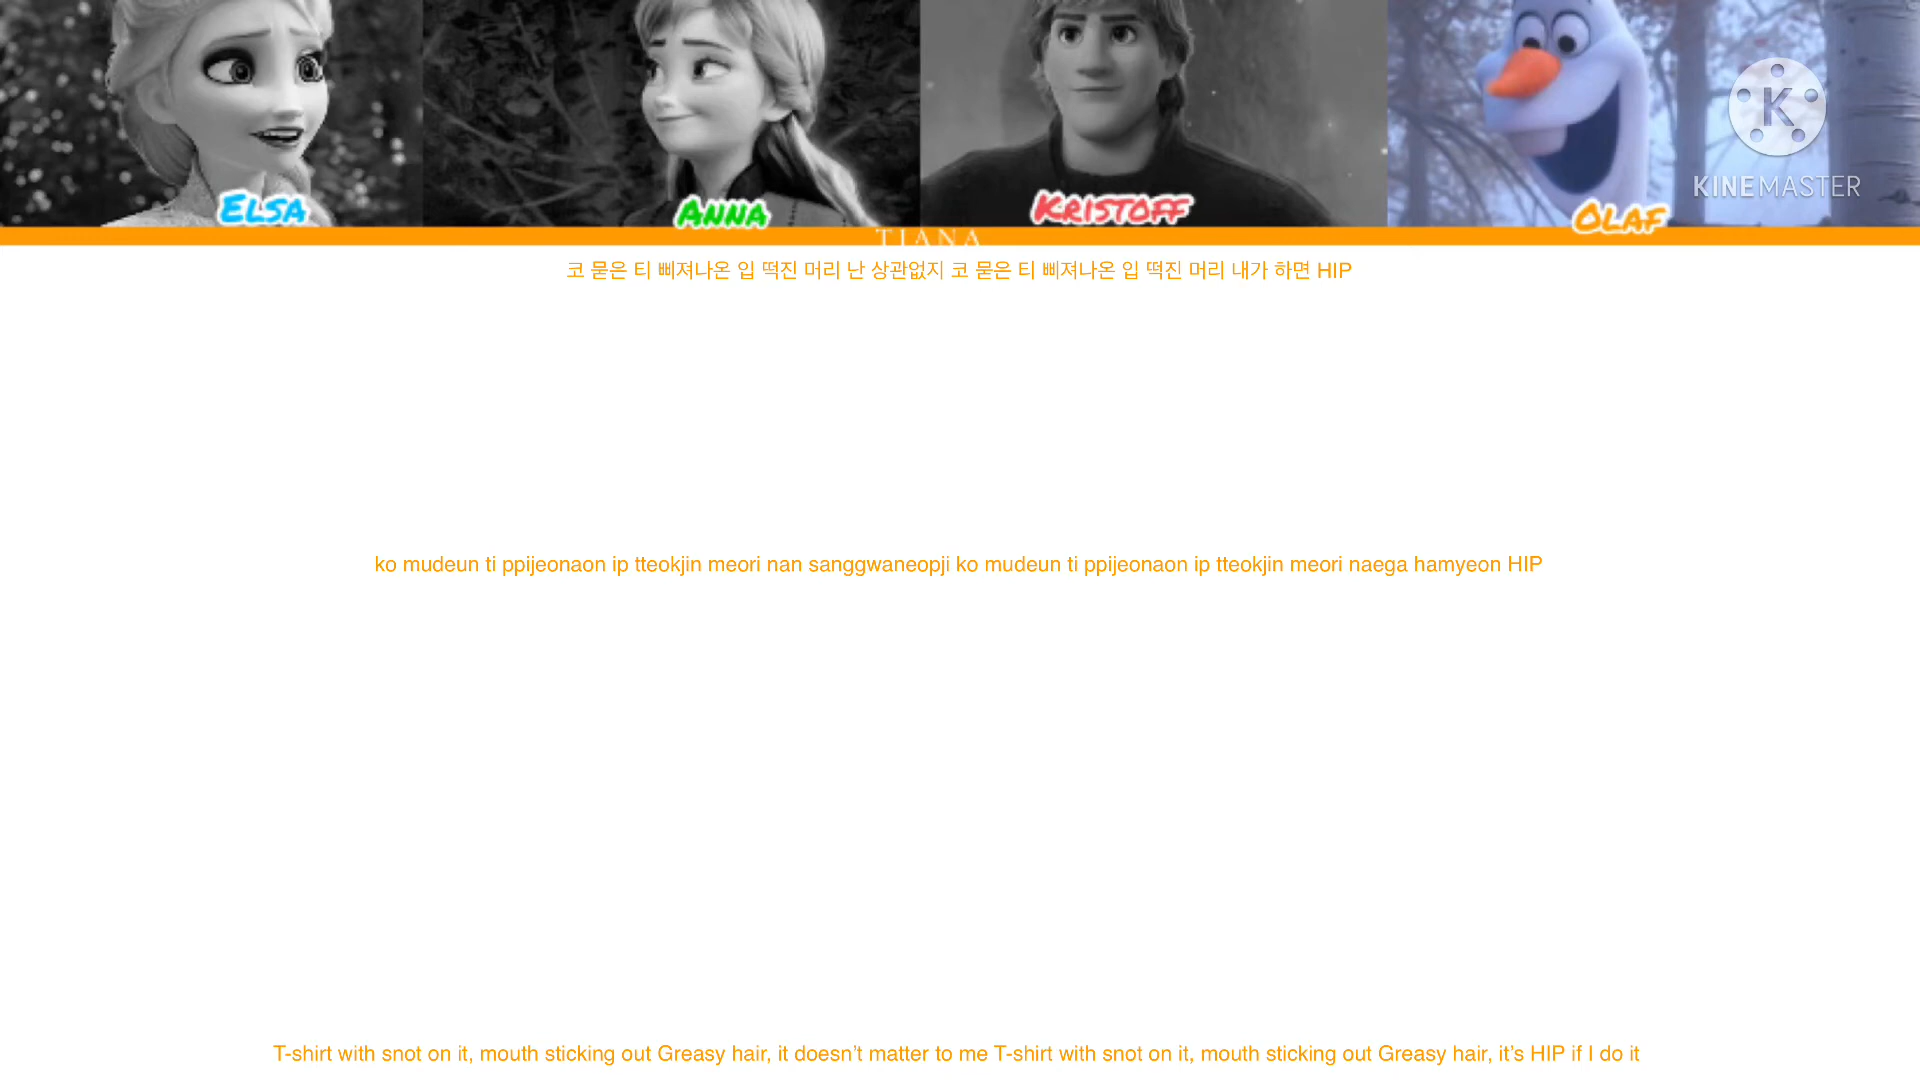 ELSA
ANNA
KRISTOFF
OLAF
K
KINEMASTER
TIANA
코 묻은 티 삐져나온 입 떡진 머리 난 상관없지 코 묻은 티 삐져나온 입 떡진 머리 내가 하면 HIP
ko mudeun ti ppijeonaon ip tteokjin meori nan sanggwaneopji ko mudeun ti ppijeonaon ip tteokjin meori naega hamyeon HIP
T-shirt with snot on it, mouth sticking out Greasy hair, it doesn’t matter to me T-shirt with snot on it, mouth sticking out Greasy hair, it’s HIP if I do it